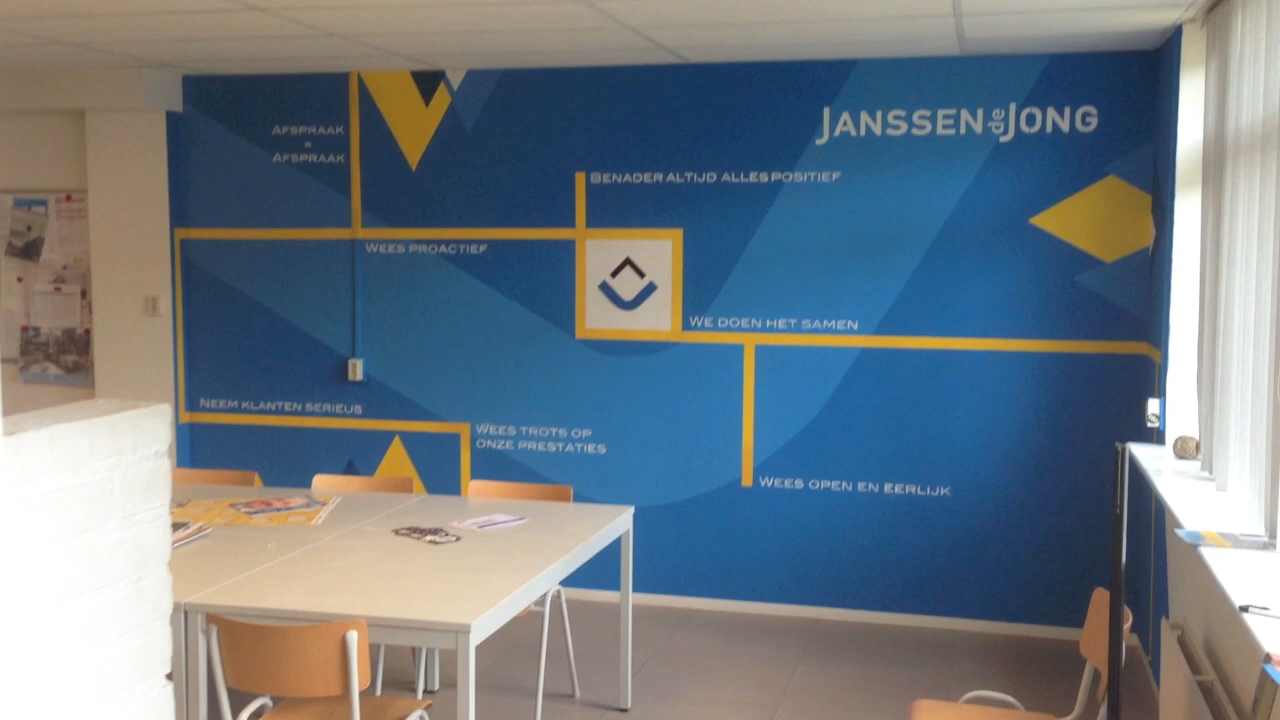 JANSSEN de JONG
AFSPRAAK
=
AFSPRAAK
BENADER ALTIJD ALLES POSITIEF
WEES PROACTIEF
WE DOEN HET SAMEN
NEEM KLANTEN SERIEUS
WEES TROTS OP
ONZE PRESTATIES
WEES OPEN EN EERLIJK